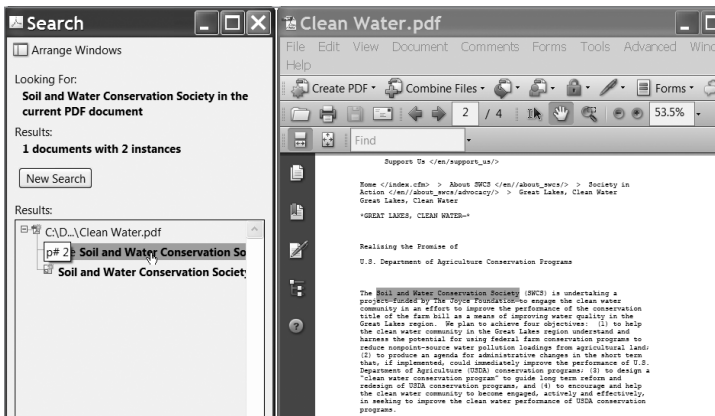 Search
Arrange Windows
Looking For:
Soil and Water Conservation Society in the
current PDF document
Results:
1 documents with 2 instances
New Search
Results:
C:\D...\Clean Water.pdf
p# 2 e Soil and Water Conservation So
Soil and Water Conservation Societ
Clean Water.pdf
File Edit View Document Comments Forms Tools Advanced Wind
Help
Create PDF Combine Files Forms
2 / 4 53.5%
Find
Support Us </en/support_us/>
Home </index.cfm> > About SWCS </en//about_swcs/> > Society in
Action </en//about_swcs/advocacy/> > Great Lakes, Clean Water
Great Lakes, Clean Water
*GREAT LAKES, CLEAN WATER—*
Realizing the Promise of
U.S. Department of Agriculture Conservation Programs
The Soil and Water Conservation Society (SWCS) is undertaking a
project—funded by The Joyce Foundation—to engage the clean water
community in an effort to improve the performance of the conservation
title of the farm bill as a means of improving water quality in the
Great Lakes region. We plan to achieve four objectives: (1) to help
the clean water community in the Great Lakes region understand and
harness the potential for using federal farm conservation programs to
reduce nonpoint-source water pollution loadings from agricultural land;
(2) to produce an agenda for administrative changes in the short term
that, if implemented, could immediately improve the performance of U.S.
Department of Agriculture (USDA) conservation programs; (3) to design a
"clean water conservation program" to guide long term reform and
redesign of USDA conservation programs, and (4) to encourage and help
the clean water community to become engaged, actively and effectively,
in seeking to improve the clean water performance of USDA conservation
programs.